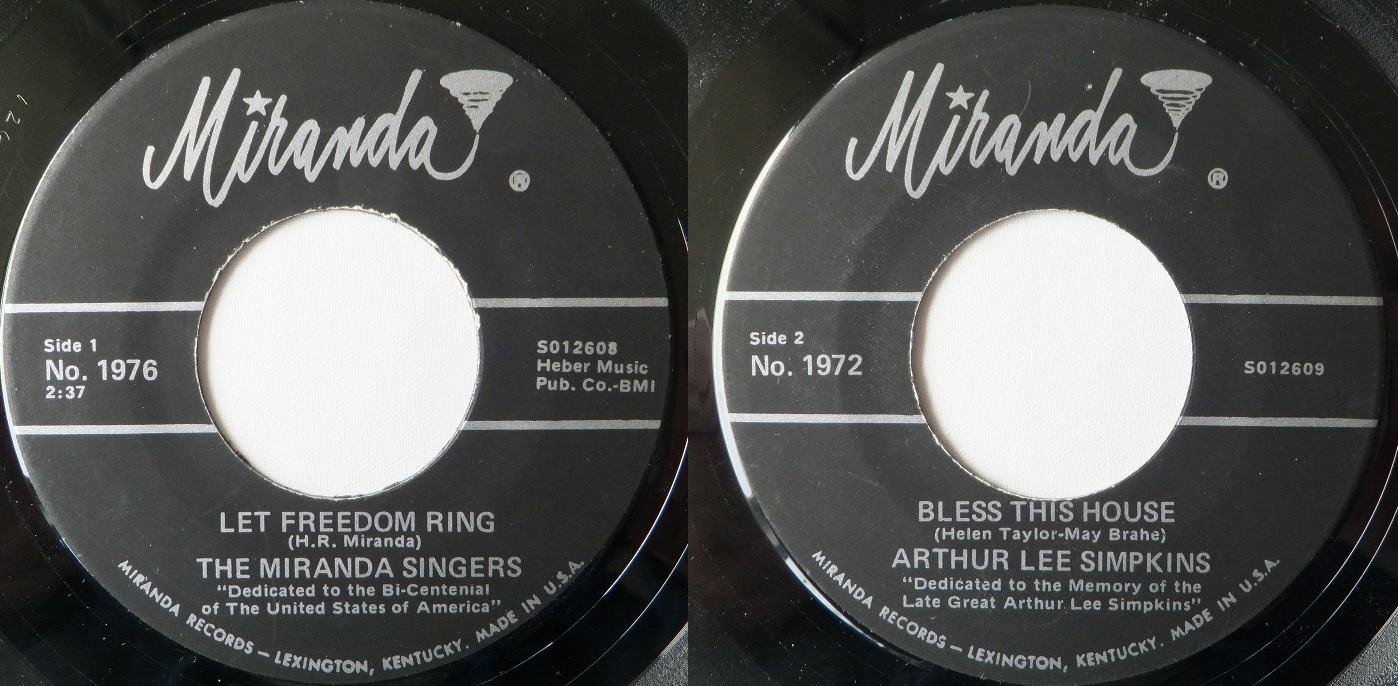 Miranda
®
Side 1
No. 1976
2:37
S012608
Heber Music
Pub. Co.-BMI
LET FREEDOM RING
(H.R. Miranda)
THE MIRANDA SINGERS
"Dedicated to the Bi-Centenial
of The United States of America"
MIRANDA RECORDS – LEXINGTON, KENTUCKY. MADE IN U.S.A.
Miranda
®
Side 2
No. 1972
S012609
BLESS THIS HOUSE
(Helen Taylor-May Brahe)
ARTHUR LEE SIMPKINS
"Dedicated to the Memory of the
Late Great Arthur Lee Simpkins"
MIRANDA RECORDS – LEXINGTON, KENTUCKY. MADE IN U.S.A.